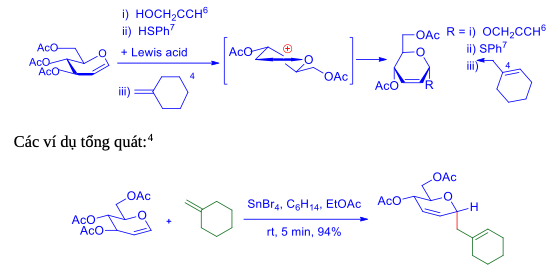 i) HOCH₂CCH⁶
ii) HSPh⁷
+ Lewis acid
iii) 4
AcO
AcO
AcO
O
AcO
⊕
O
OAc
OAc
O
AcO
R
R = i) OCH₂CCH⁶
ii) SPh⁷
iii) 4
Các ví dụ tổng quát:⁴
OAc
AcO
AcO
O
+
SnBr₄, C₆H₁₄, EtOAc
rt, 5 min, 94%
OAc
AcO
O
H